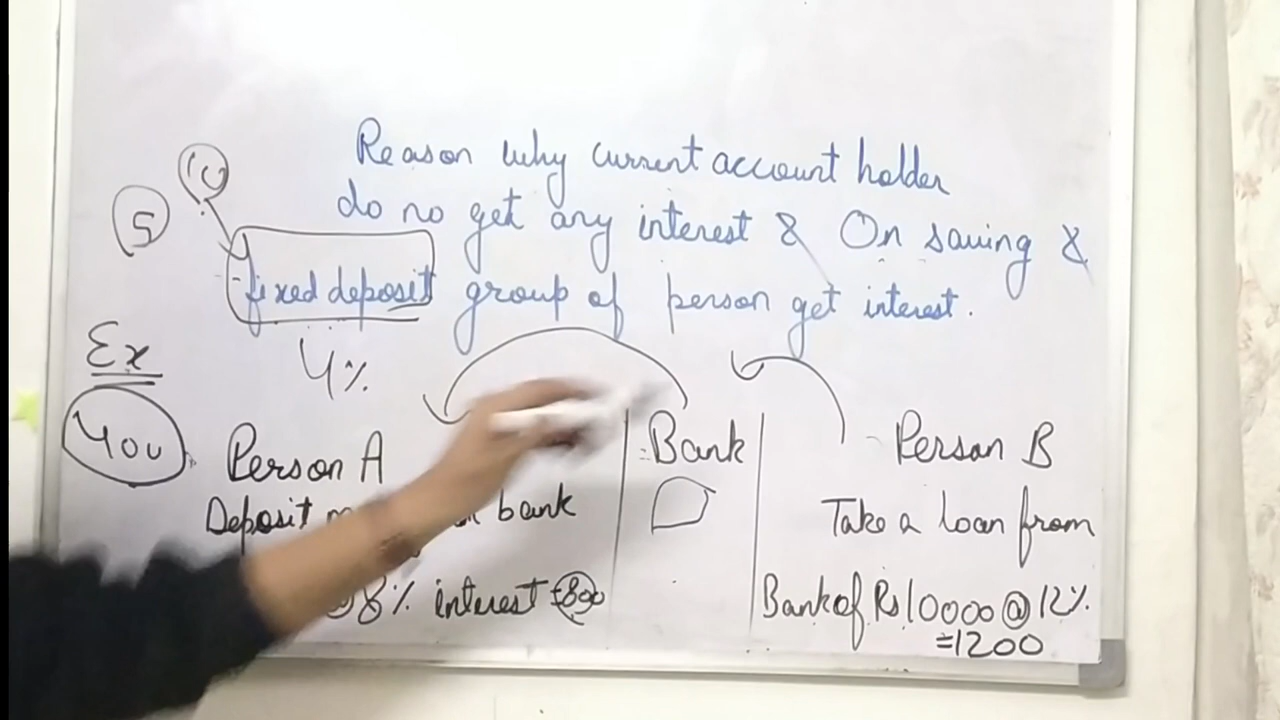 Reason why current account holder
do no get any interest & On saving &
fixed deposit group of person get interest.
5
Ex
4%
You
Person A
Bank
Person B
Deposit bank
Take a loan from
@ 8% interest =800
Bank of Rs 10000 @ 12%
=1200